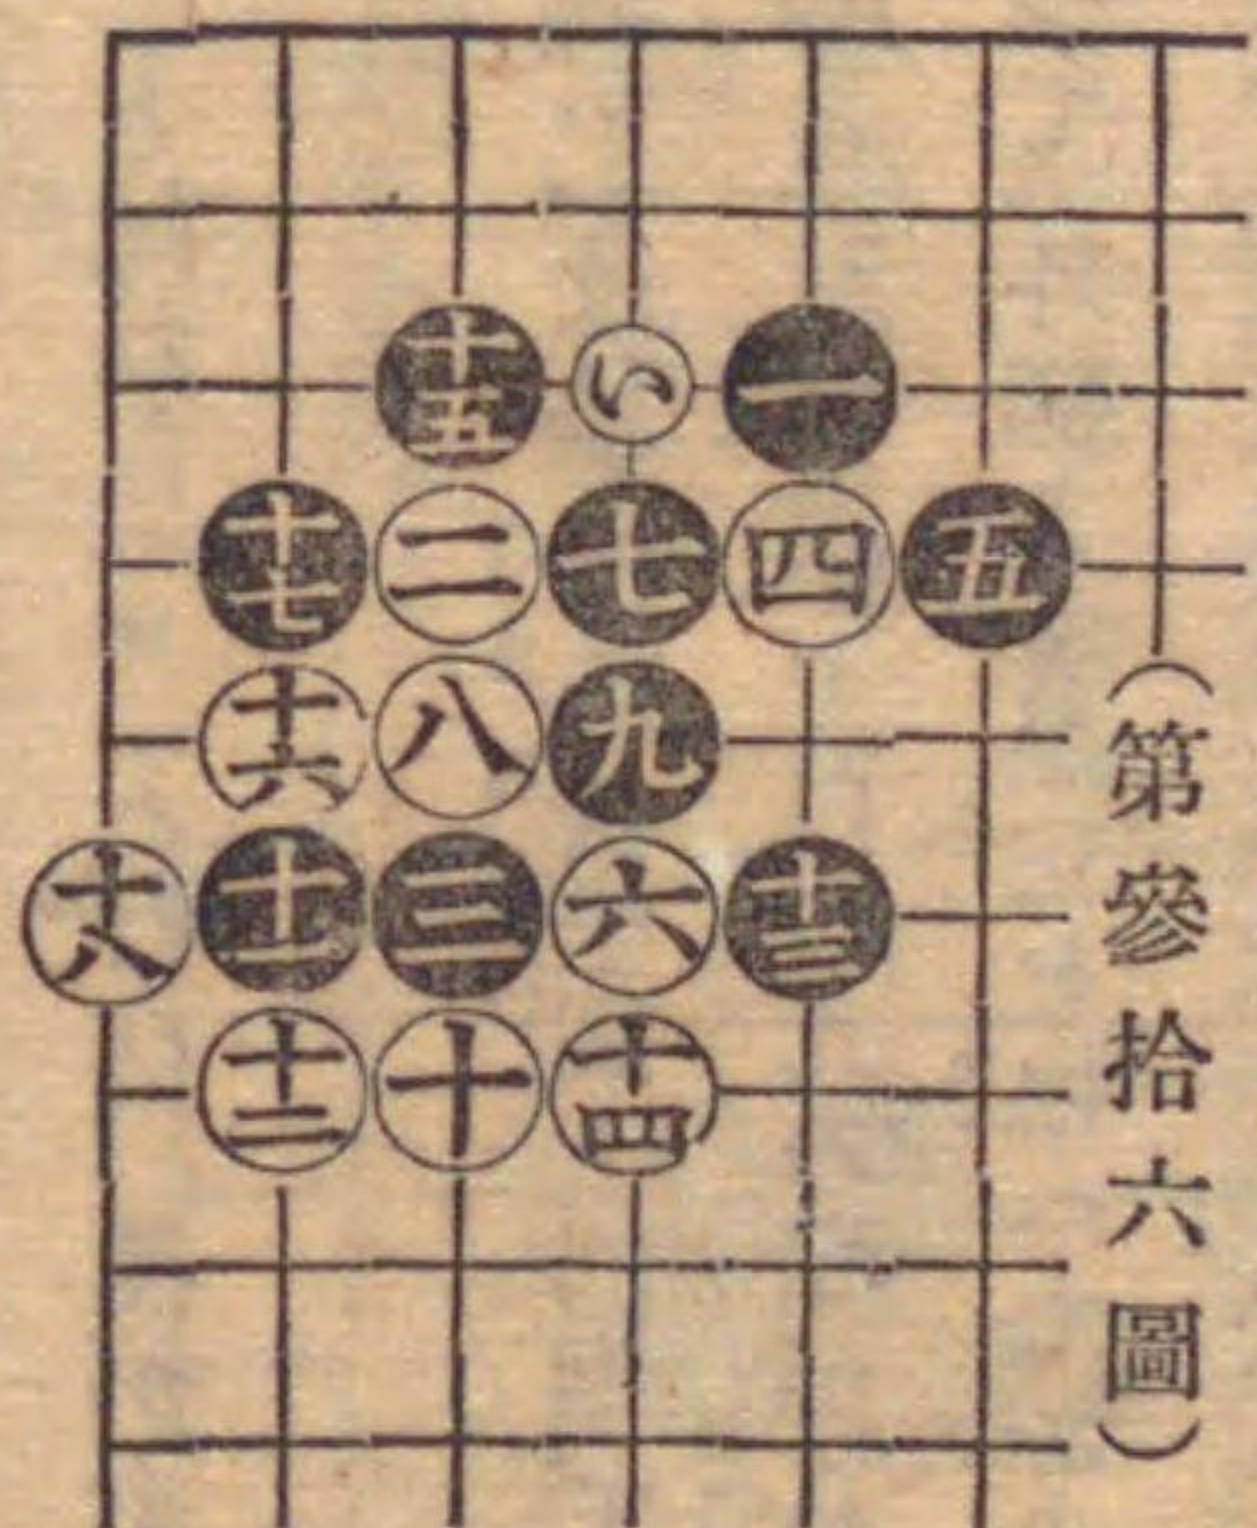 十五 い 一
十七 二 七 四 五
十六 八 九
十八 十一 三 六 十三
十二 十 十四
(第參拾六圖)